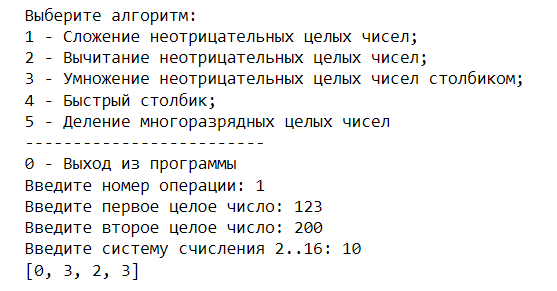 Выберите алгоритм:
1 - Сложение неотрицательных целых чисел;
2 - Вычитание неотрицательных целых чисел;
3 - Умножение неотрицательных целых чисел столбиком;
4 - Быстрый столбик;
5 - Деление многоразрядных целых чисел
-------------------------
0 - Выход из программы
Введите номер операции: 1
Введите первое целое число: 123
Введите второе целое число: 200
Введите систему счисления 2..16: 10
[0, 3, 2, 3]